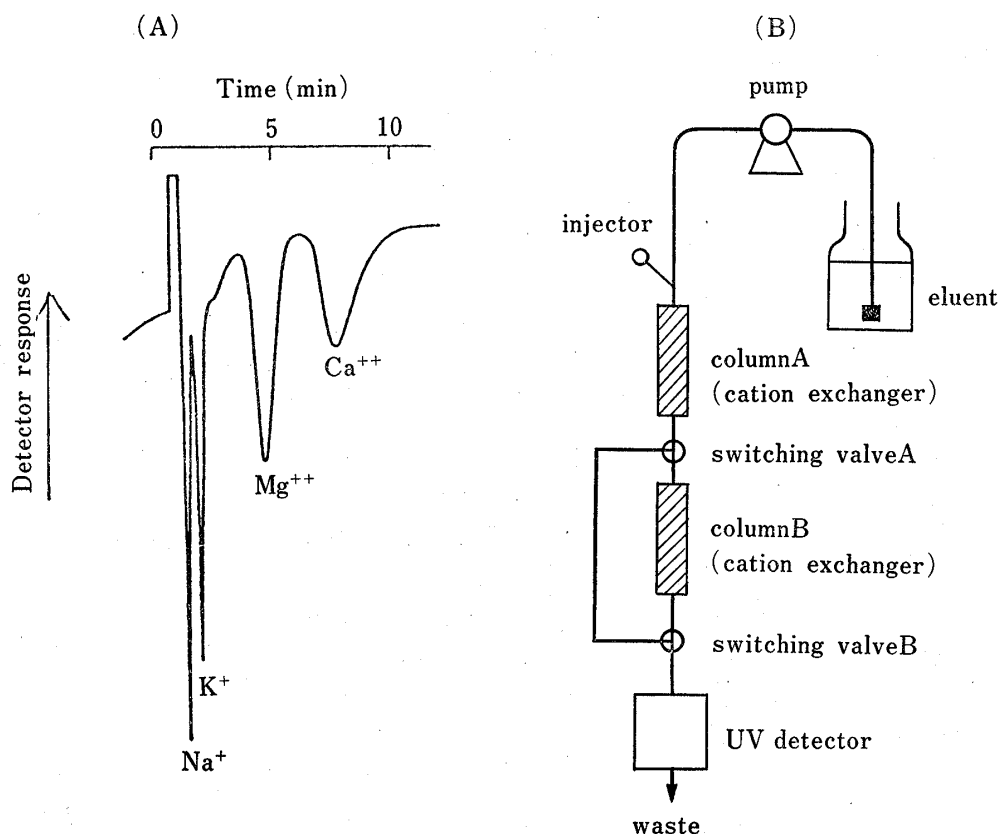 (A)
Time (min)
0 5 10
Detector response
Ca⁺⁺
Mg⁺⁺
K⁺
Na⁺
(B)
pump
injector
eluent
columnA
(cation exchanger)
switching valveA
columnB
(cation exchanger)
switching valveB
UV detector
waste